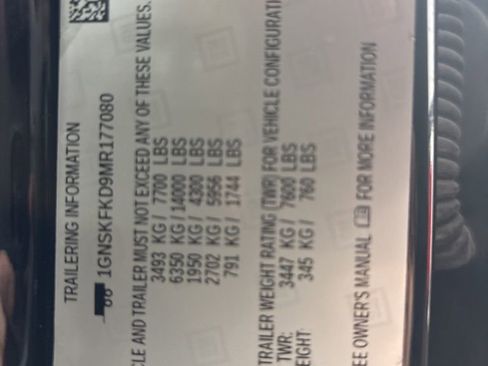 TRAILERING INFORMATION
1GNSKFKD9MR177080
CLE AND TRAILER MUST NOT EXCEED ANY OF THESE VALUES.
3493 KG/ 7700 LBS
6350 KG/14000 LBS
1950 KG/ 4300 LBS
2702 KG/ 5956 LBS
791 KG/ 1744 LBS
TRAILER WEIGHT RATING (TWR) FOR VEHICLE CONFIGURATI
TWR: 3447 KG/ 7600 LBS
EIGHT: 345 KG/ 760 LBS
EE OWNER'S MANUAL FOR MORE INFORMATION